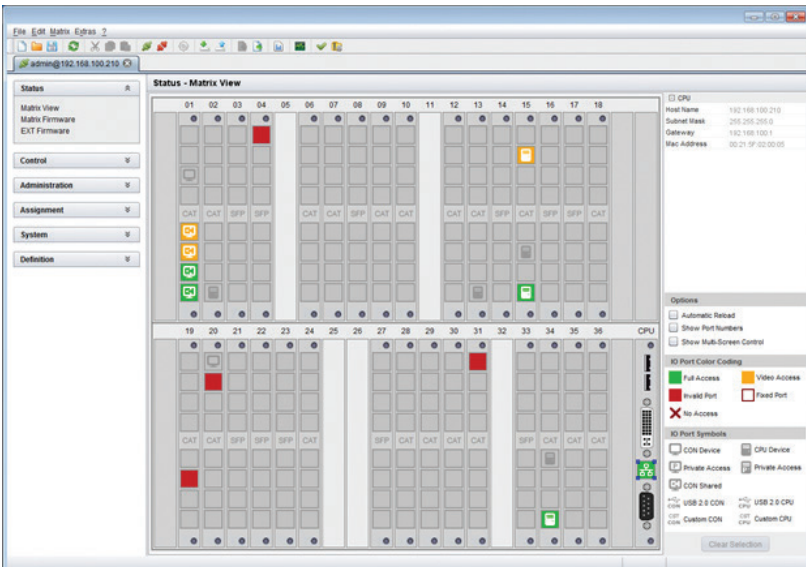 File Edit Matrix Extras ?
admin@192.168.100.210
Status
Matrix View
Matrix Firmware
EXT Firmware
Control
Administration
Assignment
System
Definition
Status - Matrix View
01 02 03 04 05 06 07 08 09 10 11 12 13 14 15 16 17 18
CAT CAT SFP SFP CAT CAT SFP CAT CAT CAT CAT SFP CAT SFP SFP CAT
19 20 21 22 23 24 25 26 27 28 29 30 31 32 33 34 35 36 CPU
CAT CAT SFP SFP CAT SFP CAT CAT CAT CAT SFP CAT CAT CAT
CPU
Host Name 192.168.100.210
Subnet Mask 255.255.255.0
Gateway 192.168.100.1
Mac Address 00:21:5F:02:00:05
Options
Automatic Reload
Show Port Numbers
Show Multi-Screen Control
IO Port Color Coding
Full Access Video Access
Invalid Port Fixed Port
No Access
IO Port Symbols
CON Device CPU Device
Private Access Private Access
CON Shared
CON USB 2.0 CON CPU USB 2.0 CPU
CST CON Custom CON CST CPU Custom CPU
Clear Selection